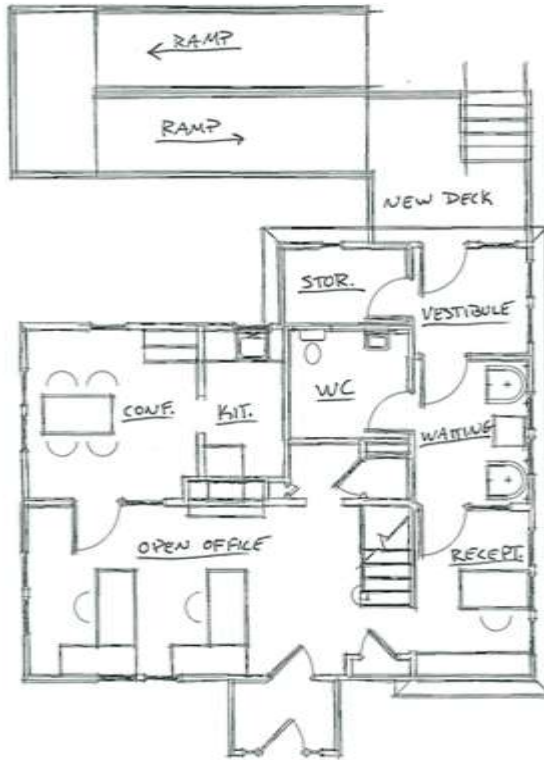 RAMP
RAMP
NEW DECK
STOR.
VESTIBULE
WC
CONF.
KIT.
WAITING
OPEN OFFICE
RECEPT.